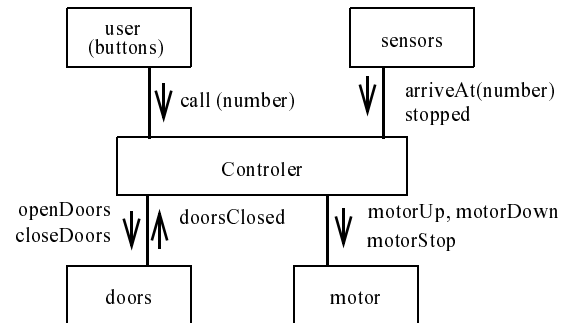 user
(buttons)
sensors
call (number)
arriveAt(number)
stopped
Controler
openDoors
closeDoors
doorsClosed
motorUp, motorDown
motorStop
doors
motor